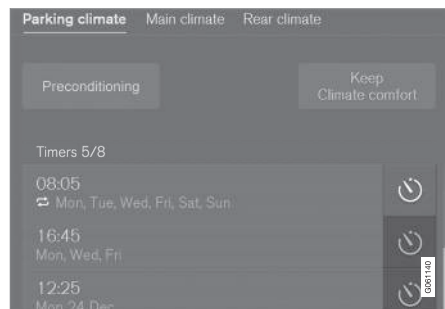 Parking climate Main climate Rear climate
Preconditioning
Keep
Climate comfort
Timers 5/8
08:05
Mon, Tue, Wed, Fri, Sat, Sun
16:45
Mon, Wed, Fri
12:25
Mon 24 Dec
G061140